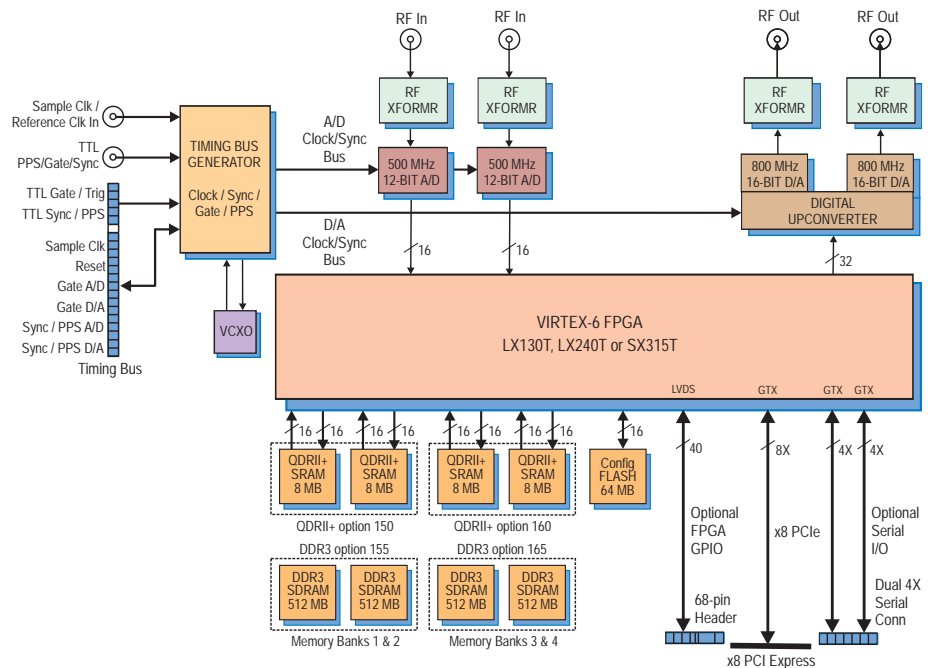 RF In
RF In
RF Out
RF Out
RF
XFORMR
RF
XFORMR
RF
XFORMR
RF
XFORMR
Sample Clk /
Reference Clk In
TTL
PPS/Gate/Sync
TTL Gate / Trig
TTL Sync / PPS
Sample Clk
Reset
Gate A/D
Gate D/A
Sync / PPS A/D
Sync / PPS D/A
Timing Bus
TIMING BUS
GENERATOR
Clock / Sync /
Gate / PPS
VCXO
A/D
Clock/Sync
Bus
D/A
Clock/Sync
Bus
500 MHz
12-BIT A/D
500 MHz
12-BIT A/D
800 MHz
16-BIT D/A
800 MHz
16-BIT D/A
DIGITAL
UPCONVERTER
16
16
32
VIRTEX-6 FPGA
LX130T, LX240T or SX315T
LVDS
GTX
GTX
GTX
16
16
16
16
16
16
16
16
16
40
8X
4X
4X
QDRII+
SRAM
8 MB
QDRII+
SRAM
8 MB
QDRII+
SRAM
8 MB
QDRII+
SRAM
8 MB
Config
FLASH
64 MB
QDRII+ option 150
QDRII+ option 160
DDR3 option 155
DDR3 option 165
DDR3
SDRAM
512 MB
DDR3
SDRAM
512 MB
DDR3
SDRAM
512 MB
DDR3
SDRAM
512 MB
Memory Banks 1 & 2
Memory Banks 3 & 4
Optional
FPGA
GPIO
68-pin
Header
x8 PCIe
x8 PCI Express
Optional
Serial
I/O
Dual 4X
Serial
Conn